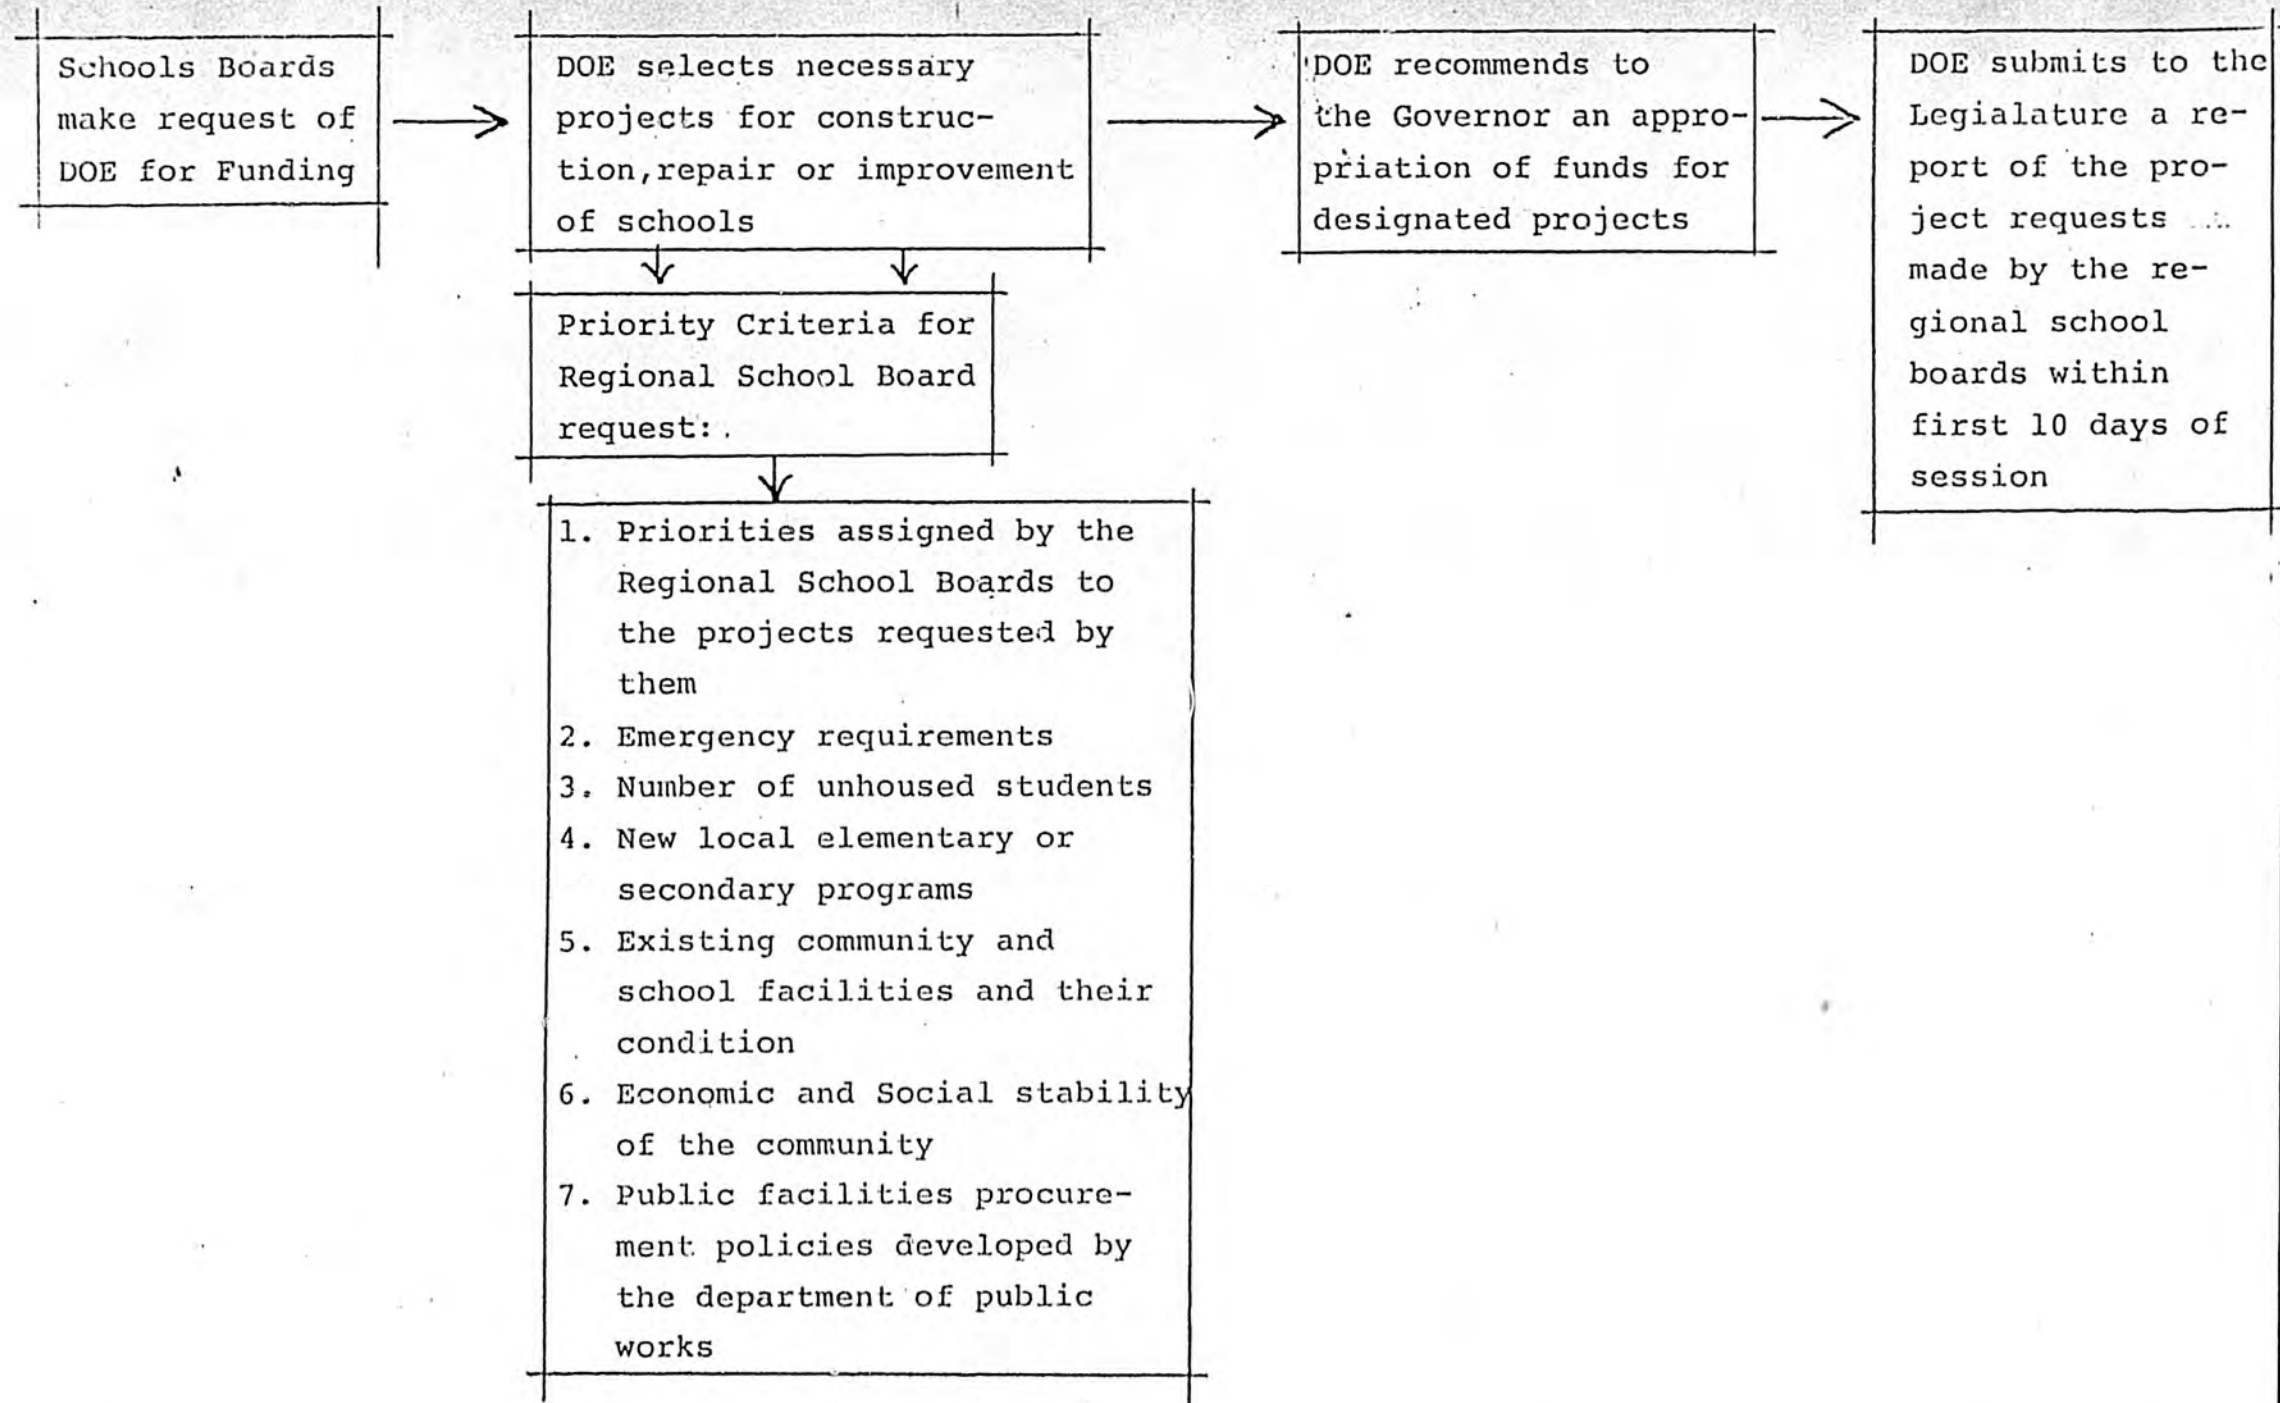 Schools Boards
make request of
DOE for Funding
DOE selects necessary
projects for construc-
tion,repair or improvement
of schools
DOE recommends to
the Governor an appro-
priation of funds for
designated projects
DOE submits to the
Legialature a re-
port of the pro-
ject requests
made by the re-
gional school
boards within
first 10 days of
session
Priority Criteria for
Regional School Board
request:
1. Priorities assigned by the
Regional School Boards to
the projects requested by
them
2. Emergency requirements
3. Number of unhoused students
4. New local elementary or
secondary programs
5. Existing community and
school facilities and their
condition
6. Economic and Social stability
of the community
7. Public facilities procure-
ment policies developed by
the department of public
works